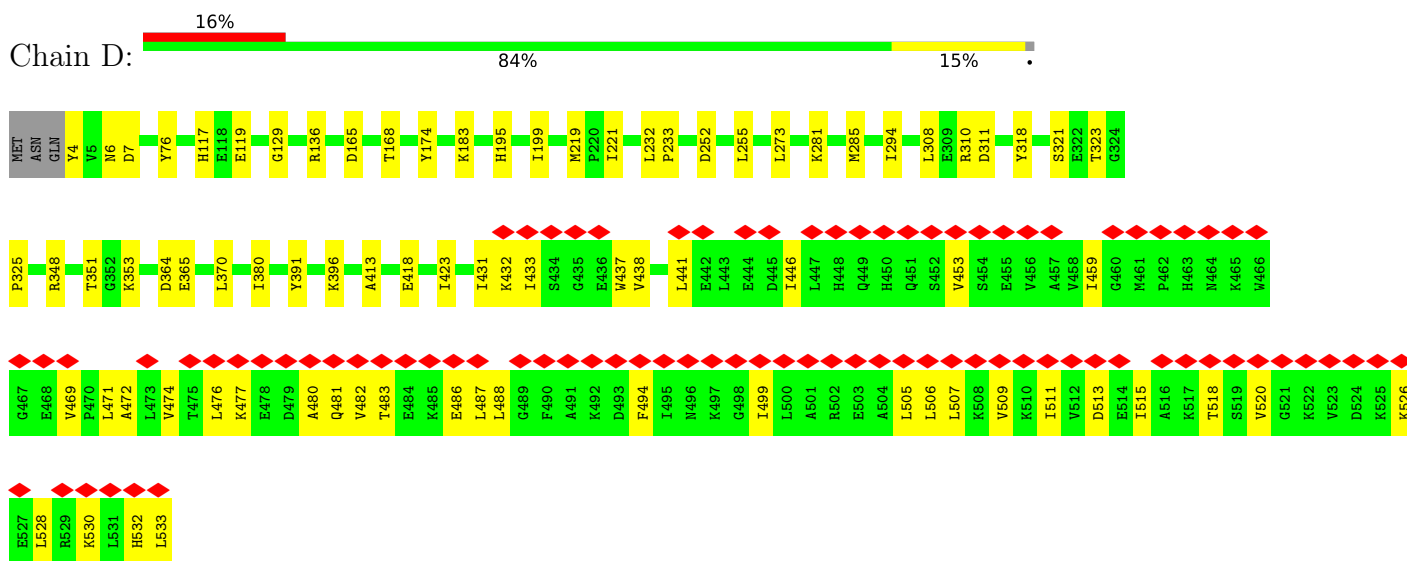 16%
Chain D:
84% 15% •
MET ASN GLN Y4 V5 N6 D7 Y76 H117 E118 E119 G129 R136 D165 T168 Y174 K183 H195 I199 M219 P220 I221 L232 P233 D252 L255 L273 K281 M285 I294 L308 E309 R310 D311 Y318 S321 E322 T323 G324
P325 R348 T351 G352 K353 D364 E365 L370 I380 Y391 K396 A413 E418 I423 I431 K432 I433 S434 G435 E436 W437 V438 L441 E442 L443 E444 D445 I446 L447 H448 Q449 H450 Q451 S452 V453 S454 E455 V456 A457 V458 I459 G460 M461 P462 H463 N464 K465 W466
G467 E468 V469 P470 L471 A472 L473 V474 T475 L476 K477 E478 D479 A480 Q481 V482 T483 E484 K485 E486 L487 L488 G489 F490 A491 K492 D493 F494 I495 N496 K497 G498 I499 L500 A501 R502 E503 A504 L505 L506 L507 K508 V509 K510 I511 V512 D513 E514 I515 A516 K517 T518 S519 V520 G521 K522 V523 D524 K525 K526
E527 L528 R529 K530 L531 H532 L533